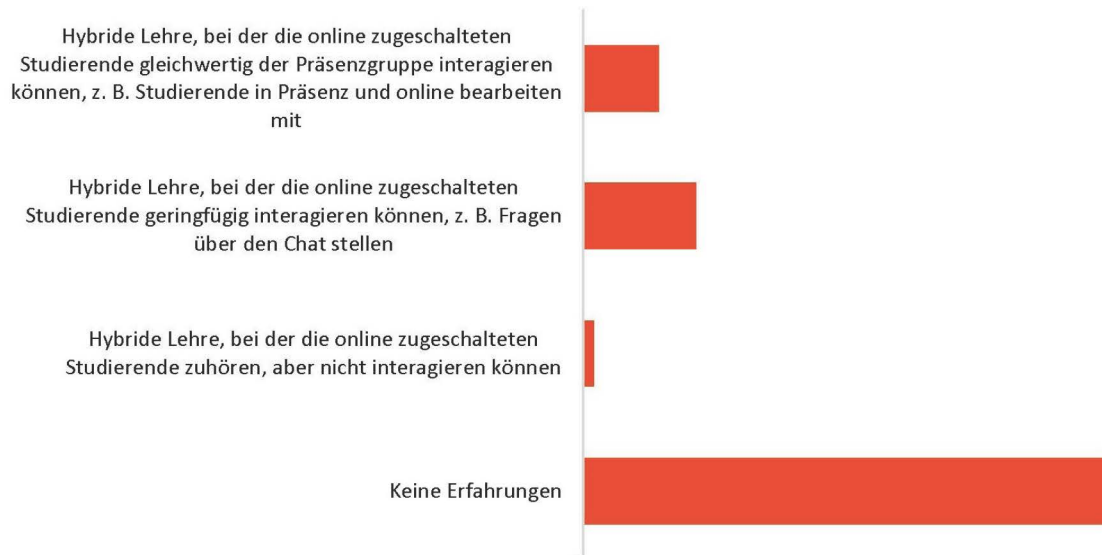 Hybride Lehre, bei der die online zugeschalteten
Studierende gleichwertig der Präsenzgruppe interagieren
können, z. B. Studierende in Präsenz und online bearbeiten
mit
Hybride Lehre, bei der die online zugeschalteten
Studierende geringfügig interagieren können, z. B. Fragen
über den Chat stellen
Hybride Lehre, bei der die online zugeschalteten
Studierende zuhören, aber nicht interagieren können
Keine Erfahrungen